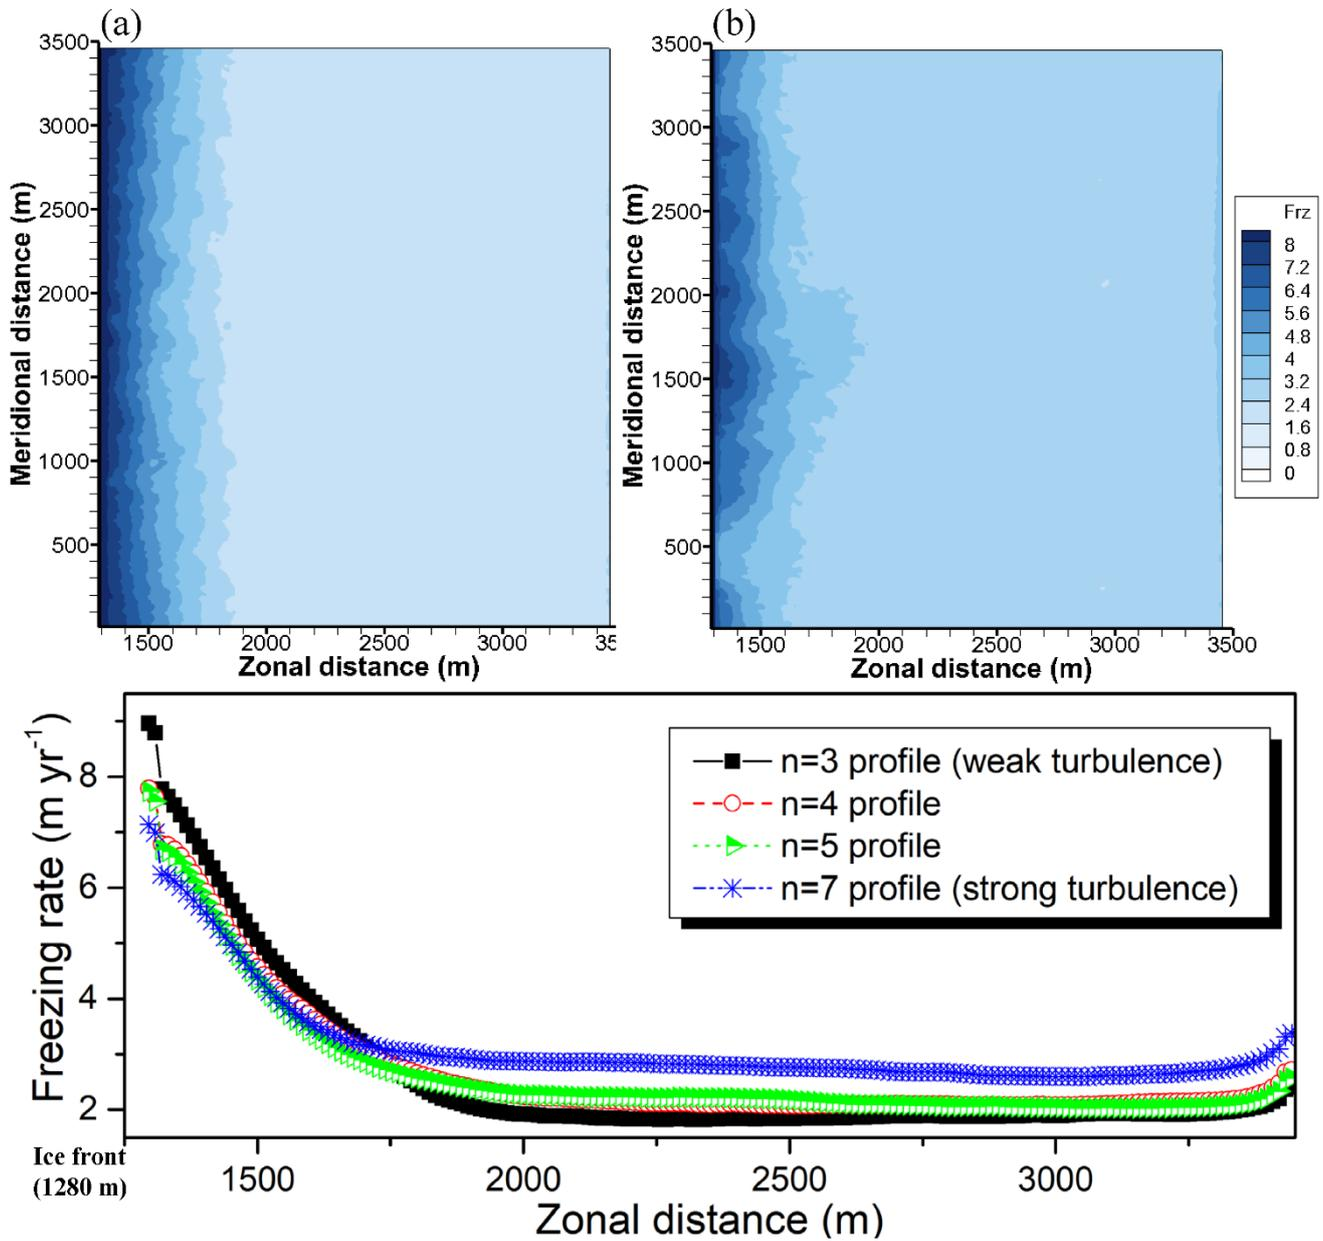 (a)
(b)
3500
3000
2500
2000
1500
1000
500
Meridional distance (m)
1500 2000 2500 3000 35
Zonal distance (m)
3500
3000
2500
2000
1500
1000
500
Meridional distance (m)
1500 2000 2500 3000 3500
Zonal distance (m)
Frz
8
7.2
6.4
5.6
4.8
4
3.2
2.4
1.6
0.8
0
Freezing rate (m yr⁻¹)
8
6
4
2
n=3 profile (weak turbulence)
n=4 profile
n=5 profile
n=7 profile (strong turbulence)
Ice front
(1280 m)
1500 2000 2500 3000
Zonal distance (m)